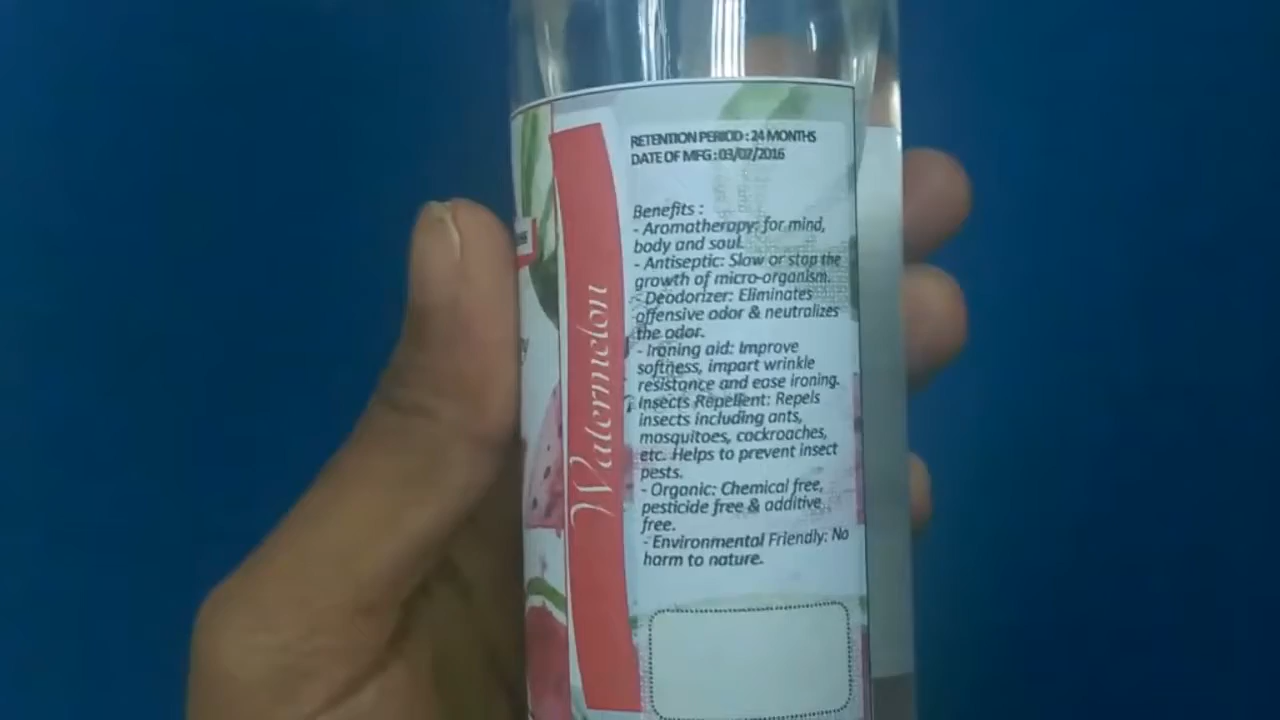 RETENTION PERIOD : 24 MONTHS
DATE OF MFG : 03/02/2016
Benefits :
- Aromatherapy: for mind,
body and soul.
- Antiseptic: Slow or stop the
growth of micro-organism.
- Deodorizer: Eliminates
offensive odor & neutralizes
the odor.
- Ironing aid: Improve
softness, impart wrinkle
resistance and ease ironing.
Insects Repellent: Repels
insects including ants,
mosquitoes, cockroaches,
etc. Helps to prevent insect
pests.
- Organic: Chemical free,
pesticide free & additive
free.
- Environmental Friendly: No
harm to nature.
Watermelon